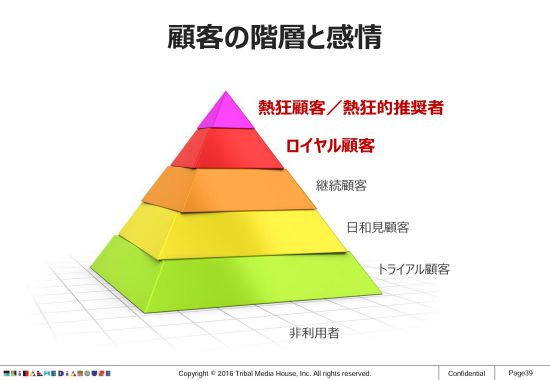 顧客の階層と感情
熱狂顧客／熱狂的推奨者
ロイヤル顧客
継続顧客
日和見顧客
トライアル顧客
非利用者
TRIBALMEDIAHOUSE
Copyright © 2016 Tribal Media House, Inc. All rights reserved.
Confidential
Page39